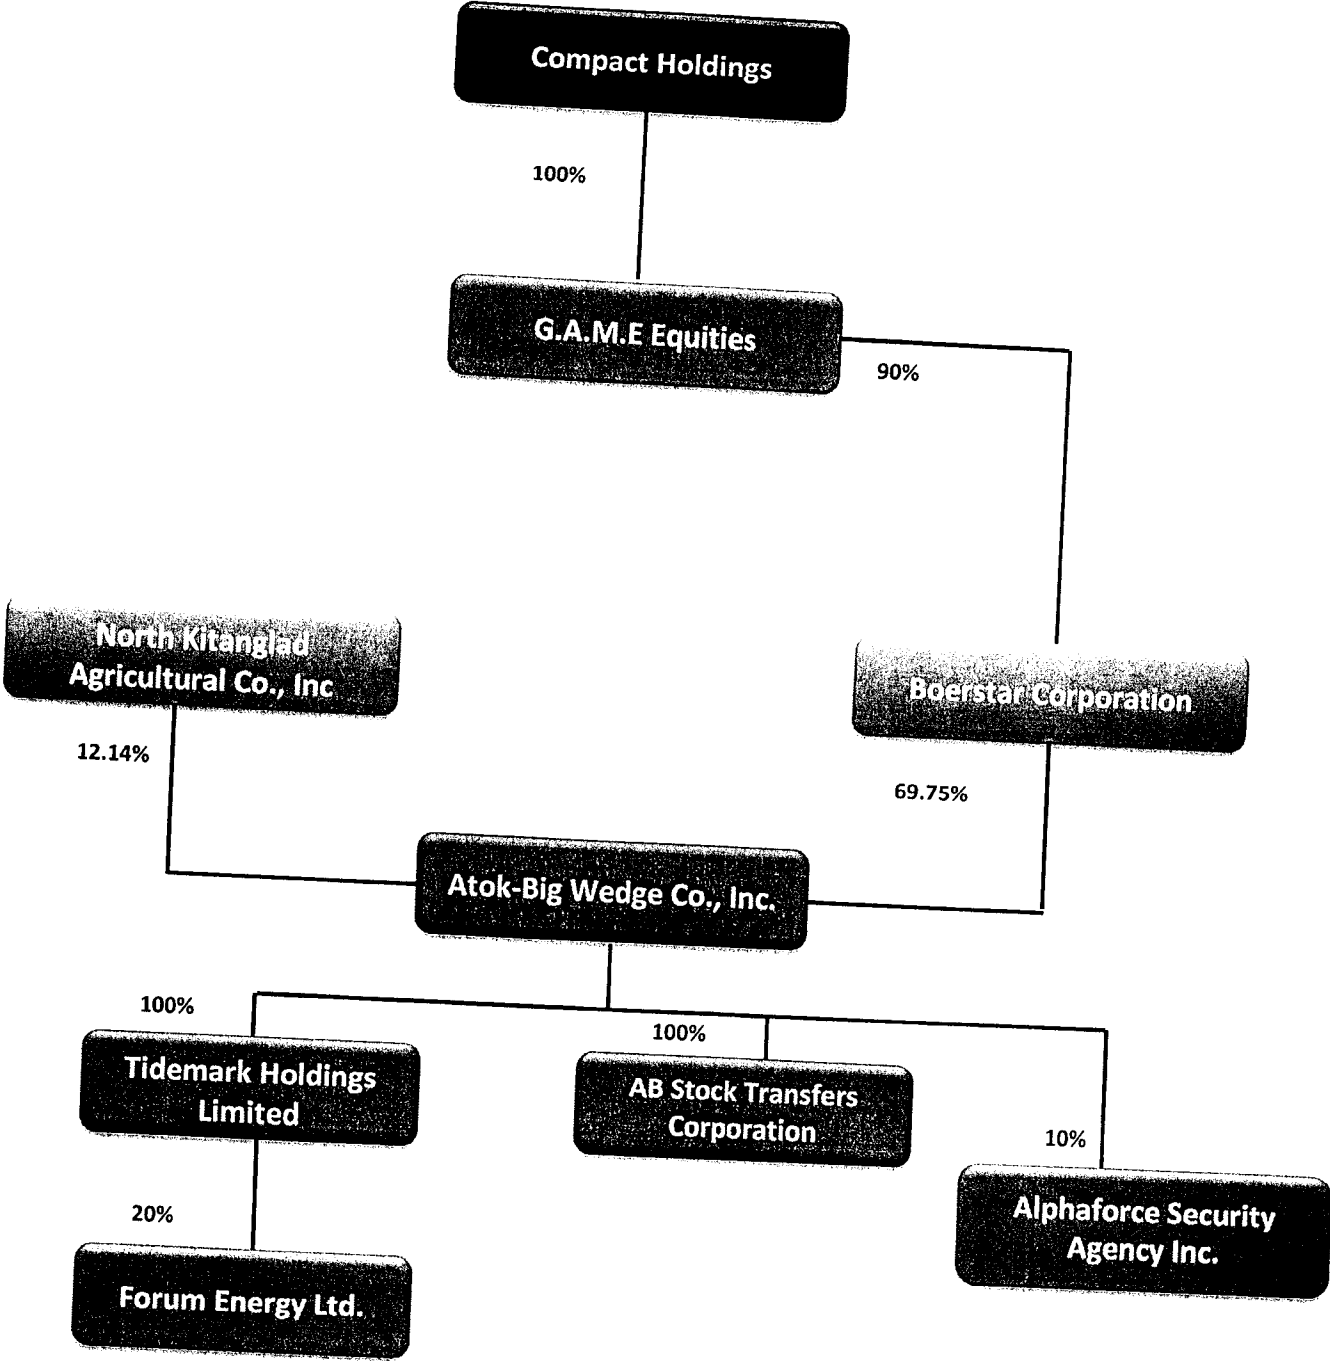 Compact Holdings
100%
G.A.M.E Equities
90%
North Kitanglad
Agricultural Co., Inc
Boerstar Corporation
12.14%
69.75%
Atok-Big Wedge Co., Inc.
100%
100%
Tidemark Holdings
Limited
AB Stock Transfers
Corporation
10%
20%
Alphaforce Security
Agency Inc.
Forum Energy Ltd.